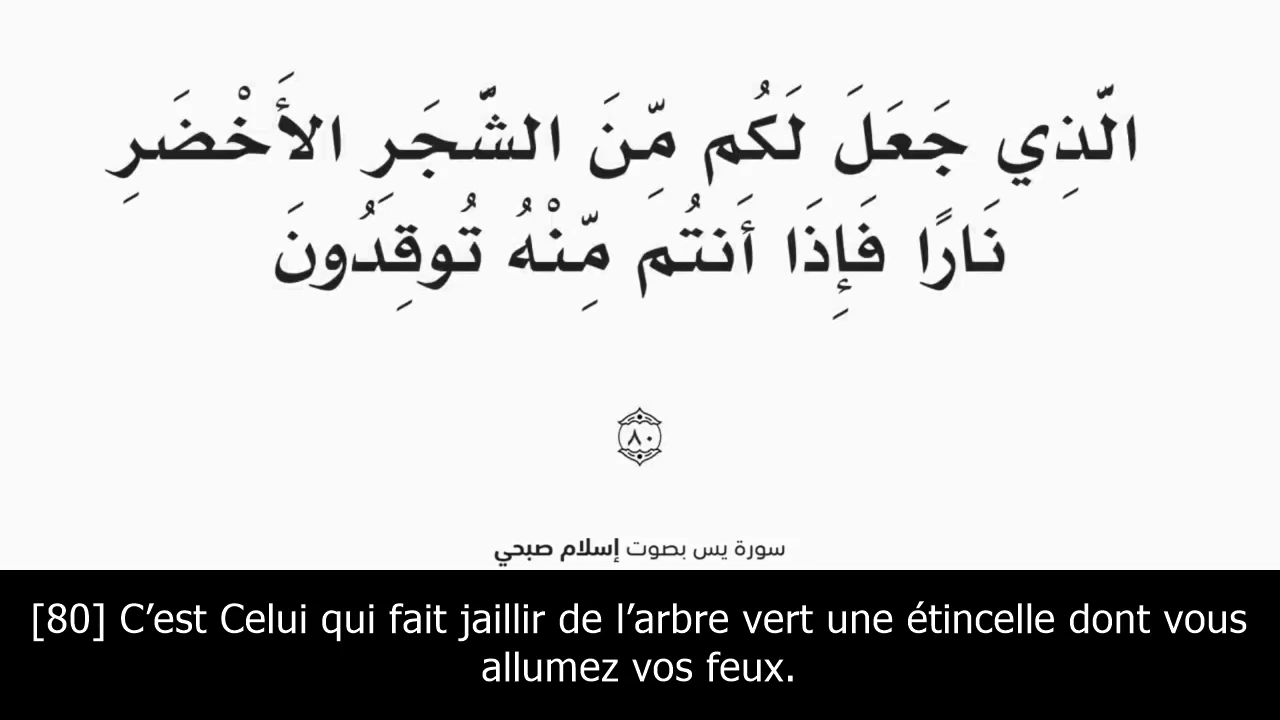 الَّذِي جَعَلَ لَكُم مِّنَ الشَّجَرِ الأَخْضَرِ
نَارًا فَإِذَا أَنتُم مِّنْهُ تُوقِدُونَ
٨٠
سورة يس بصوت إسلام صبحي
[80] C’est Celui qui fait jaillir de l’arbre vert une étincelle dont vous
allumez vos feux.